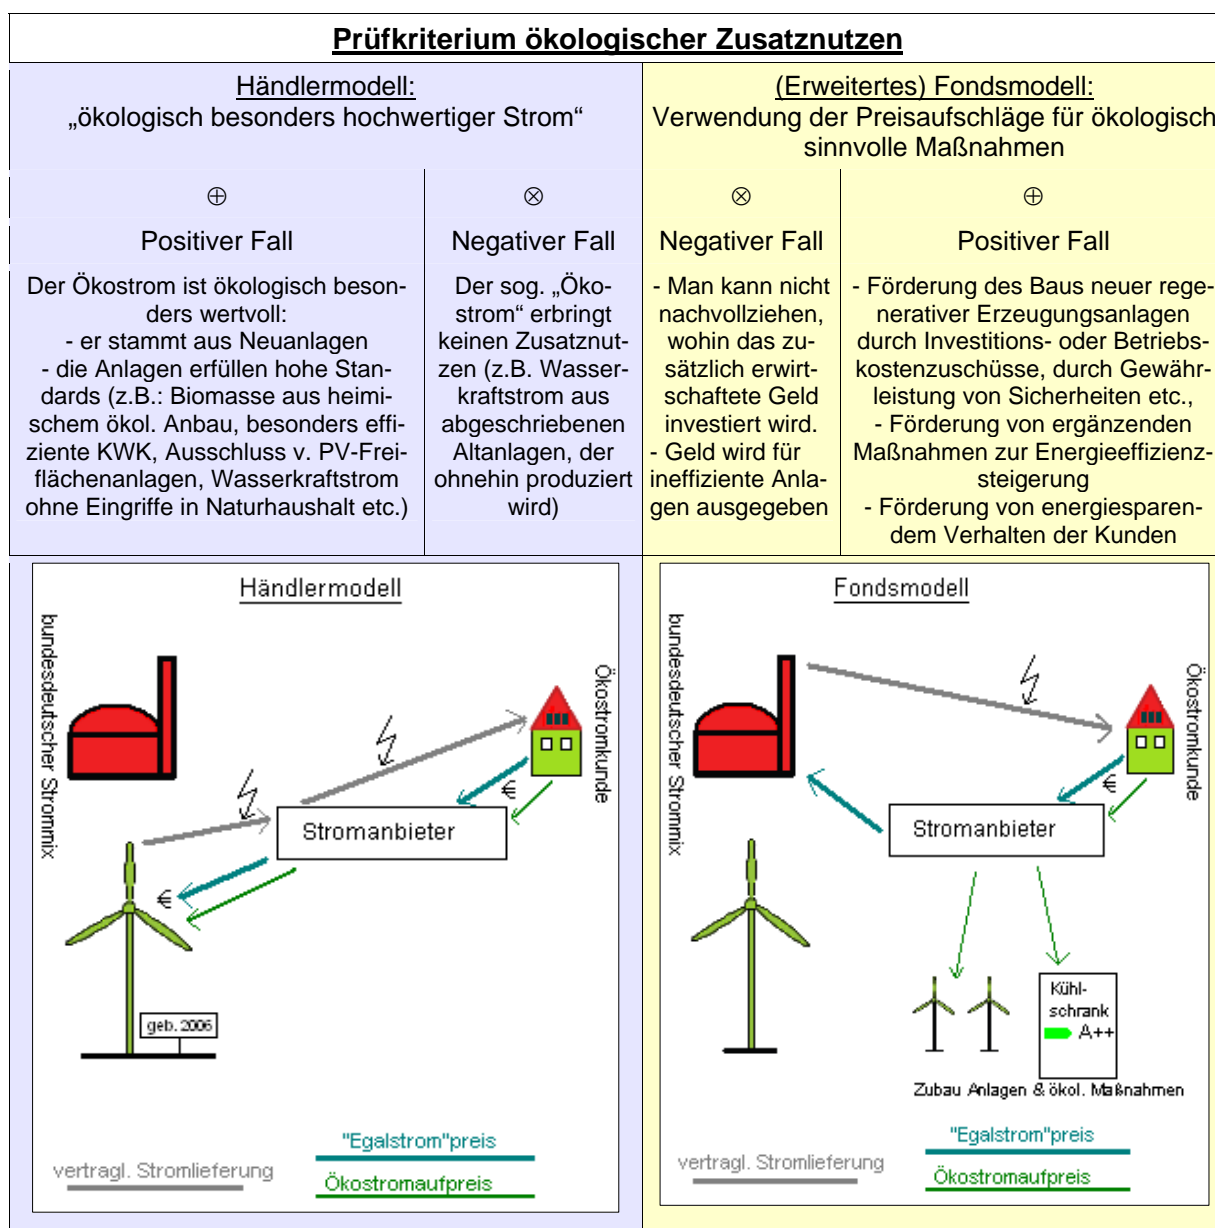 Prüfkriterium ökologischer Zusatznutzen
Händlermodell:
„ökologisch besonders hochwertiger Strom“
(Erweitertes) Fondsmodell:
Verwendung der Preisaufschläge für ökologisch
sinnvolle Maßnahmen
⊕
Positiver Fall
Der Ökostrom ist ökologisch beson-
ders wertvoll:
- er stammt aus Neuanlagen
- die Anlagen erfüllen hohe Stan-
dards (z.B.: Biomasse aus heimi-
schem ökol. Anbau, besonders effi-
ziente KWK, Ausschluss v. PV-Frei-
flächenanlagen, Wasserkraftstrom
ohne Eingriffe in Naturhaushalt etc.)
⊗
Negativer Fall
Der sog. „Öko-
strom“ erbringt
keinen Zusatznut-
zen (z.B. Wasser-
kraftstrom aus
abgeschriebenen
Altanlagen, der
ohnehin produziert
wird)
⊗
Negativer Fall
- Man kann nicht
nachvollziehen,
wohin das zu-
sätzlich erwirt-
schaftete Geld
investiert wird.
- Geld wird für
ineffiziente Anla-
gen ausgegeben
⊕
Positiver Fall
- Förderung des Baus neuer rege-
nerativer Erzeugungsanlagen
durch Investitions- oder Betriebs-
kostenzuschüsse, durch Gewähr-
leistung von Sicherheiten etc.,
- Förderung von ergänzenden
Maßnahmen zur Energieeffizienz-
steigerung
- Förderung von energiesparen-
dem Verhalten der Kunden
Händlermodell
bundesdeutscher Strommix
Ökostromkunde
€
Stromanbieter
€
geb. 2006
"Egalstrom"preis
vertragl. Stromlieferung
Ökostromaufpreis
Fondsmodell
bundesdeutscher Strommix
Ökostromkunde
€
Stromanbieter
Kühl-
schrank
A++
Zubau Anlagen & ökol. Maßnahmen
"Egalstrom"preis
vertragl. Stromlieferung
Ökostromaufpreis